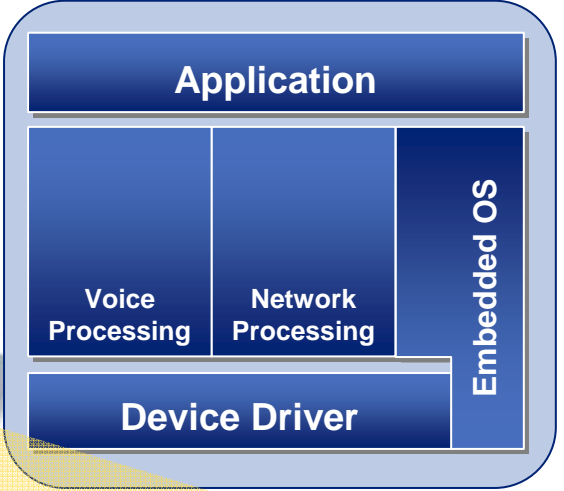 Application
Voice
Processing
Network
Processing
Embedded OS
Device Driver